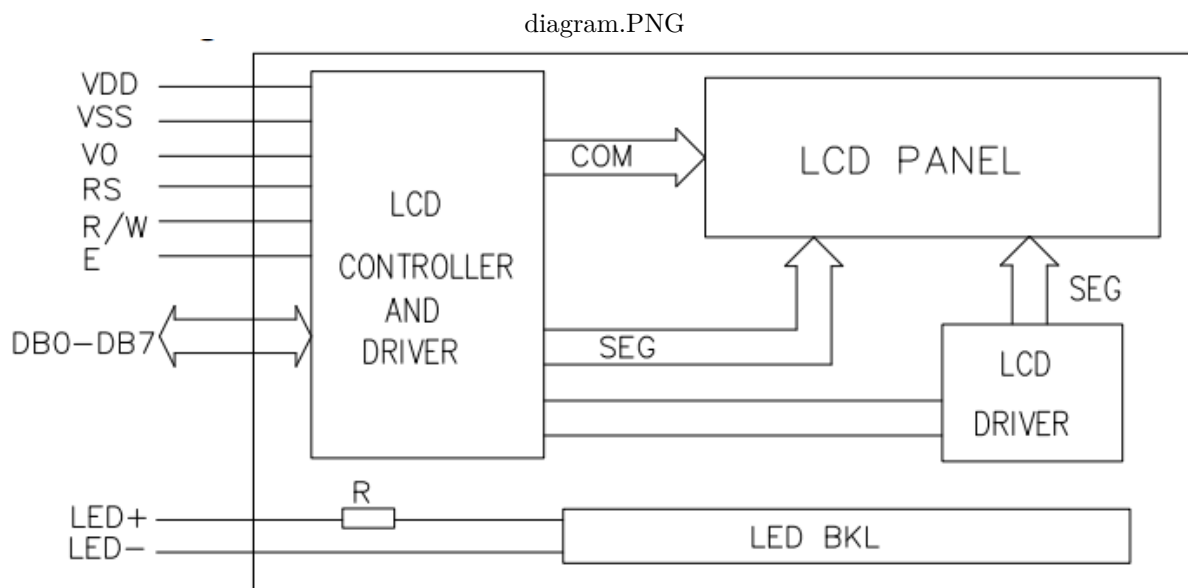 diagram.PNG
VDD
VSS
V0
RS
R/W
E
DB0-DB7
LED+
LED-
LCD
CONTROLLER
AND
DRIVER
COM
SEG
LCD PANEL
SEG
LCD
DRIVER
R
LED BKL